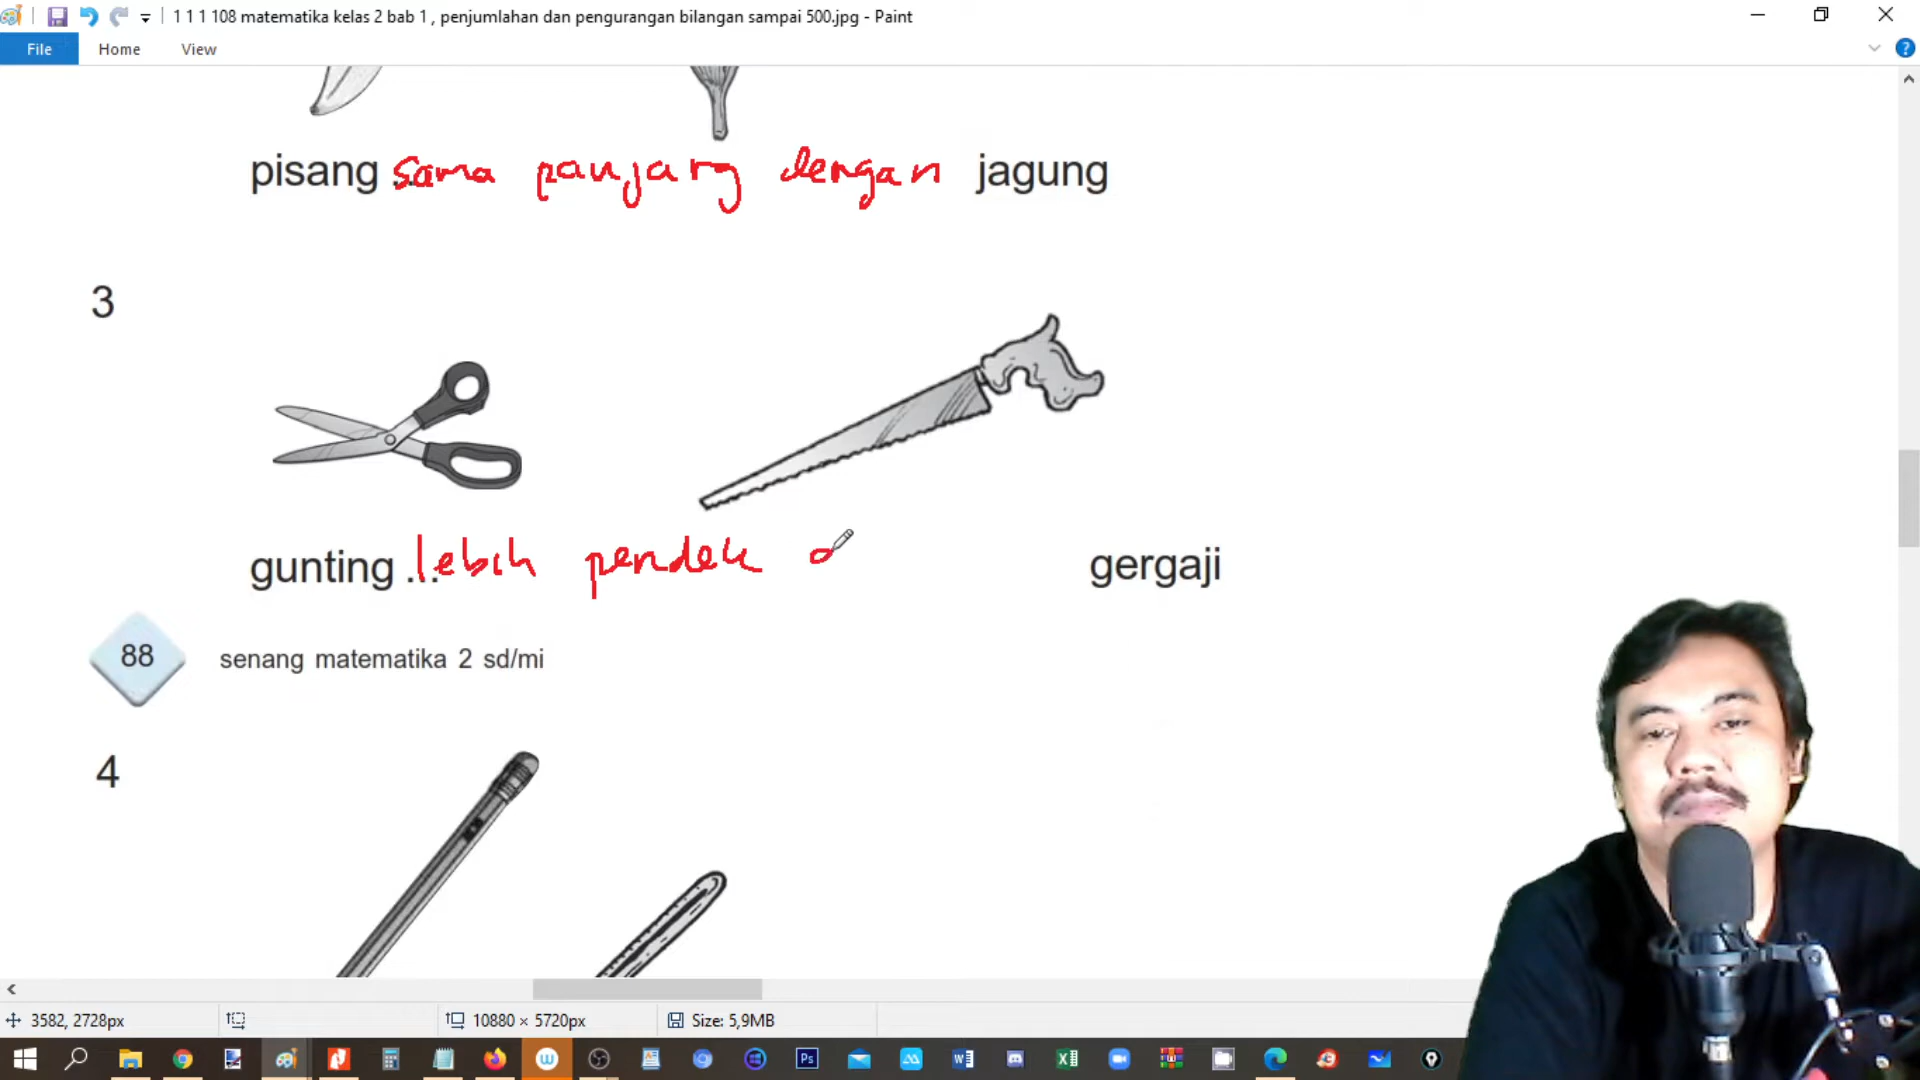 1 1 1 108 matematika kelas 2 bab 1 , penjumlahan dan pengurangan bilangan sampai 500.jpg - Paint
File Home View
pisang ... sama panjang dengan jagung
3
gunting ... lebih pendek d gergaji
88 senang matematika 2 sd/mi
4
3582, 2728px 10880 × 5720px Size: 5,9MB